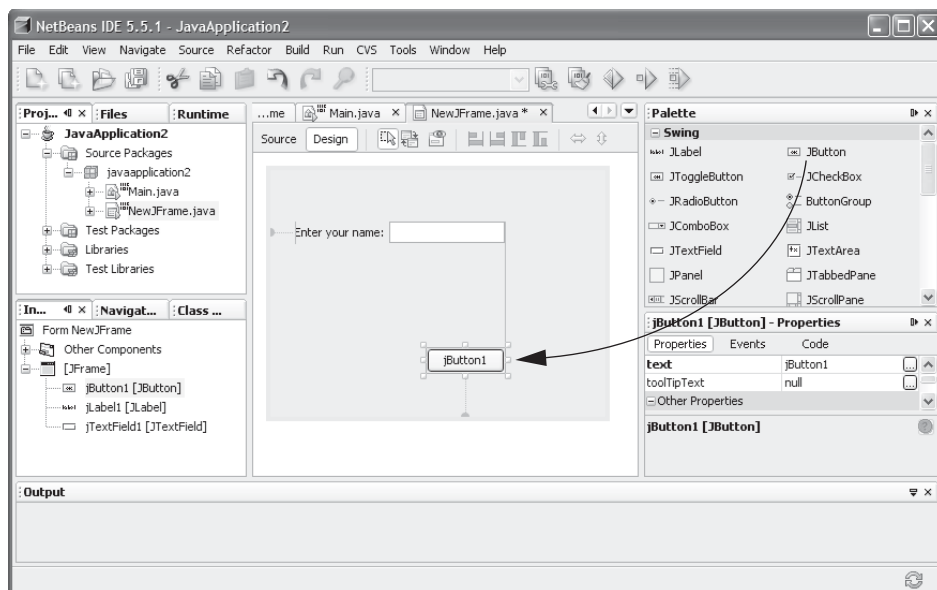 NetBeans IDE 5.5.1 - JavaApplication2
File Edit View Navigate Source Refactor Build Run CVS Tools Window Help
Proj... Files Runtime
JavaApplication2
Source Packages
javaapplication2
Main.java
NewJFrame.java
Test Packages
Libraries
Test Libraries
In... Navigat... Class ...
Form NewJFrame
Other Components
[JFrame]
jButton1 [JButton]
jLabel1 [JLabel]
jTextField1 [JTextField]
...me Main.java NewJFrame.java *
Source Design
Enter your name:
jButton1
Palette
Swing
JLabel JButton
JToggleButton JCheckBox
JRadioButton ButtonGroup
JComboBox JList
JTextField JTextArea
JPanel JTabbedPane
JScrollBar JScrollPane
jButton1 [JButton] - Properties
Properties Events Code
text jButton1 ...
toolTipText null ...
Other Properties
jButton1 [JButton]
Output